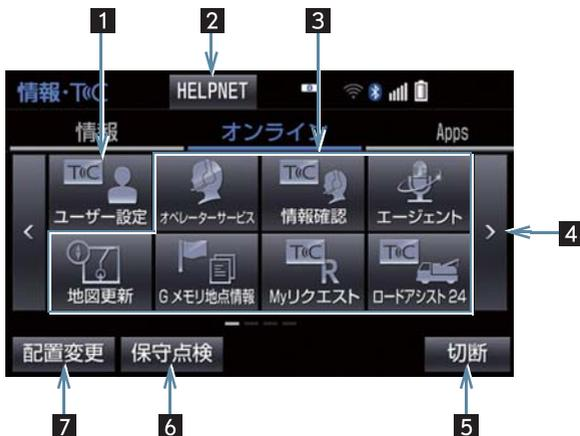 1 2 3
情報・T©C HELPNET
情報 オンライン Apps
T©C T©C
ユーザー設定 オペレーターサービス 情報確認 エージェント
< > 4
T©C T©C
R
地図更新 Gメモリ地点情報 Myリクエスト ロードアシスト24
配置変更 保守点検 切断
7 6 5